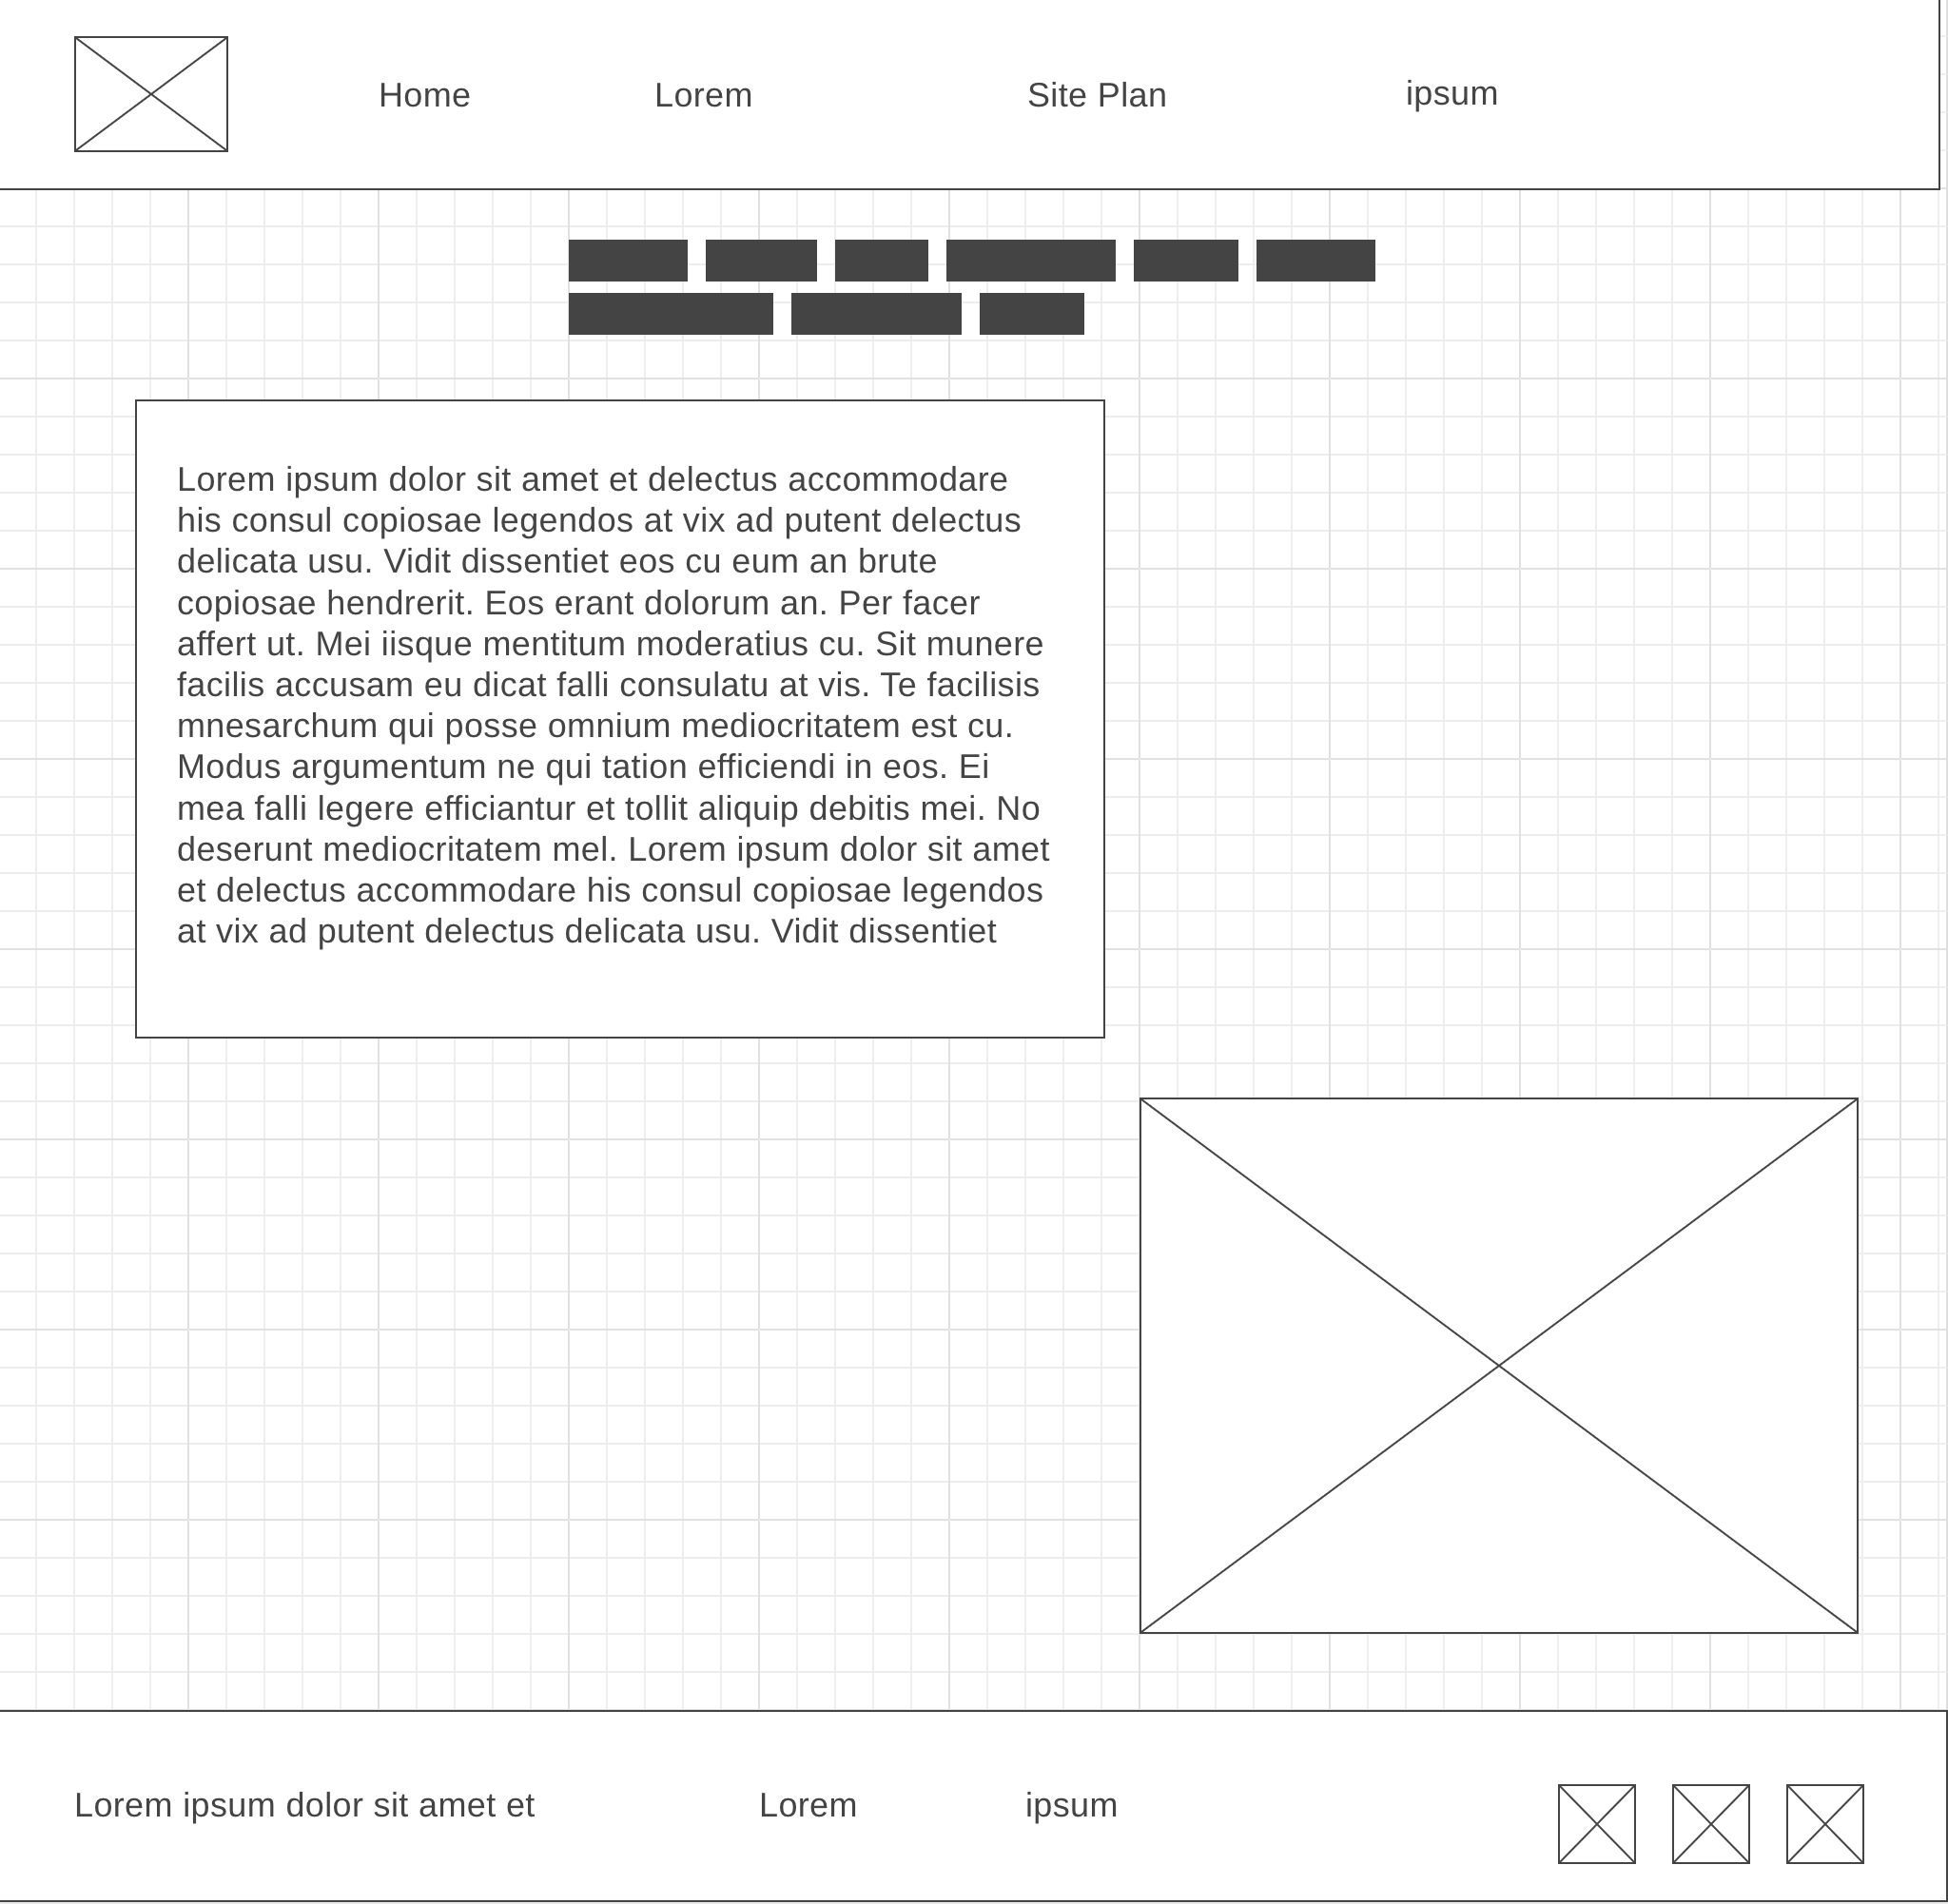 Home
Lorem
Site Plan
ipsum
Lorem ipsum dolor sit amet et delectus accommodare
his consul copiosae legendos at vix ad putent delectus
delicata usu. Vidit dissentiet eos cu eum an brute
copiosae hendrerit. Eos erant dolorum an. Per facer
affert ut. Mei iisque mentitum moderatius cu. Sit munere
facilis accusam eu dicat falli consulatu at vis. Te facilisis
mnesarchum qui posse omnium mediocritatem est cu.
Modus argumentum ne qui tation efficiendi in eos. Ei
mea falli legere efficiantur et tollit aliquip debitis mei. No
deserunt mediocritatem mel. Lorem ipsum dolor sit amet
et delectus accommodare his consul copiosae legendos
at vix ad putent delectus delicata usu. Vidit dissentiet
Lorem ipsum dolor sit amet et
Lorem
ipsum